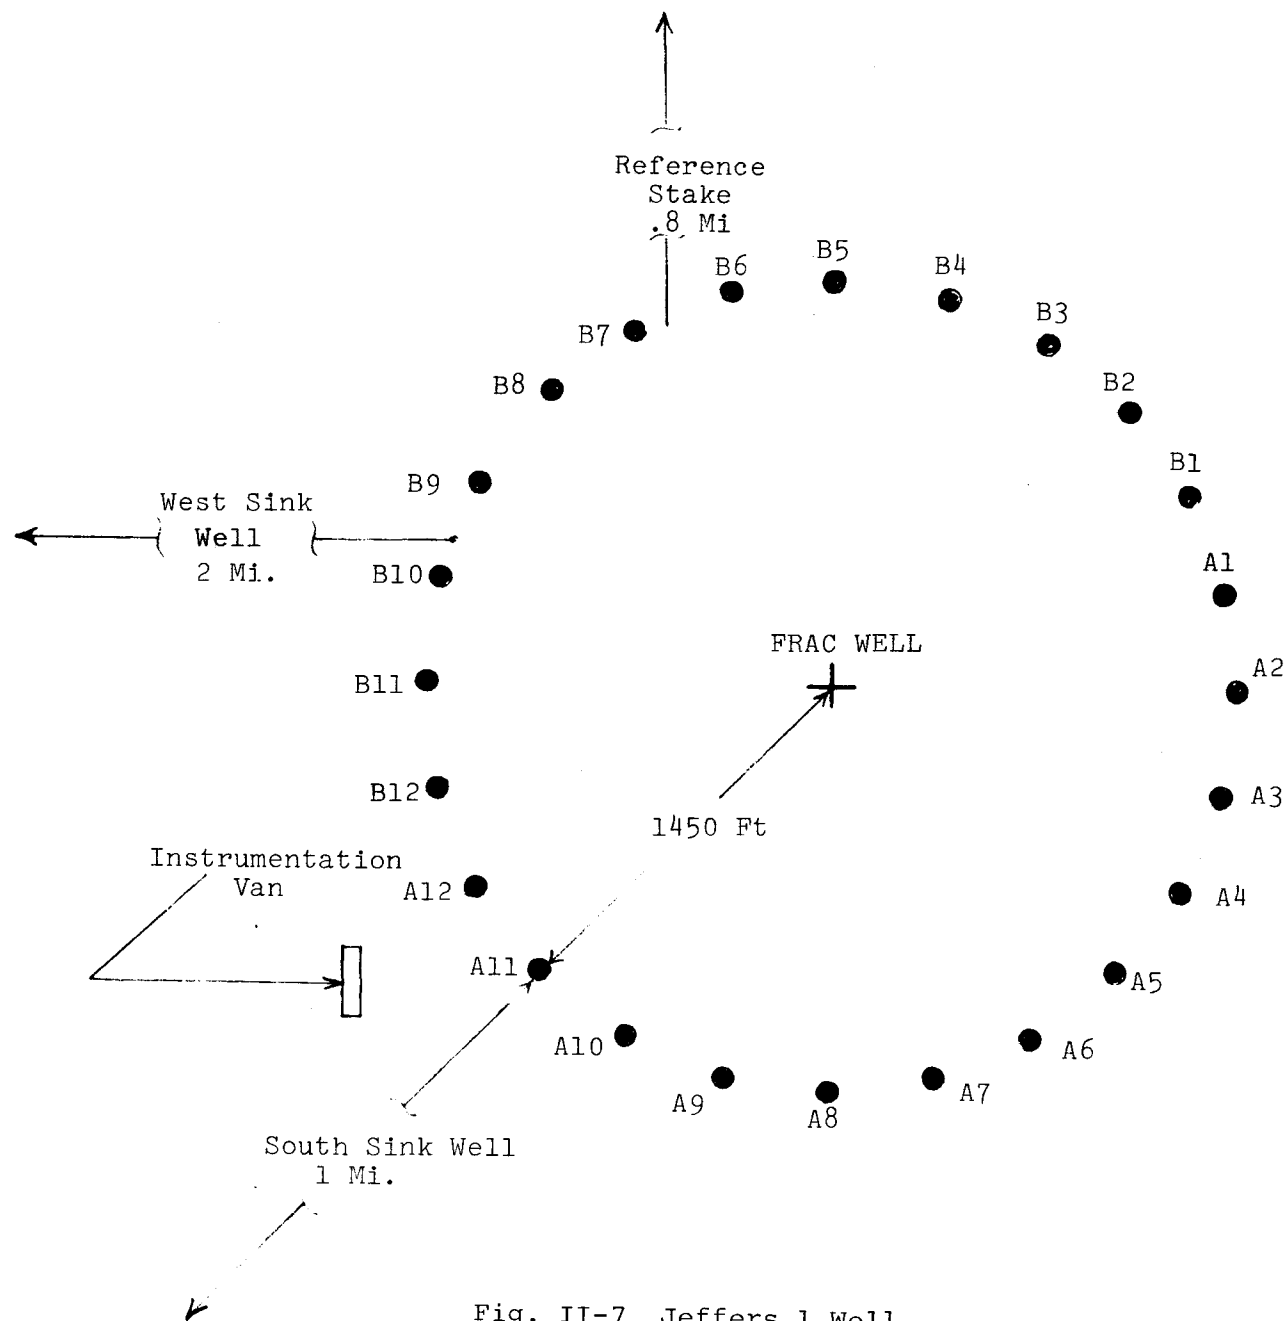 Reference
Stake
.8 Mi
B5
B6
B4
B3
B7
B2
B8
B1
B9
West Sink
Well
2 Mi.
A1
B10
FRAC WELL
A2
B11
B12
A3
1450 Ft
Instrumentation
Van
A12
A4
A11
A5
A10
A6
A9
A7
A8
South Sink Well
1 Mi.
Fig. II-7 Jeffers 1 Well